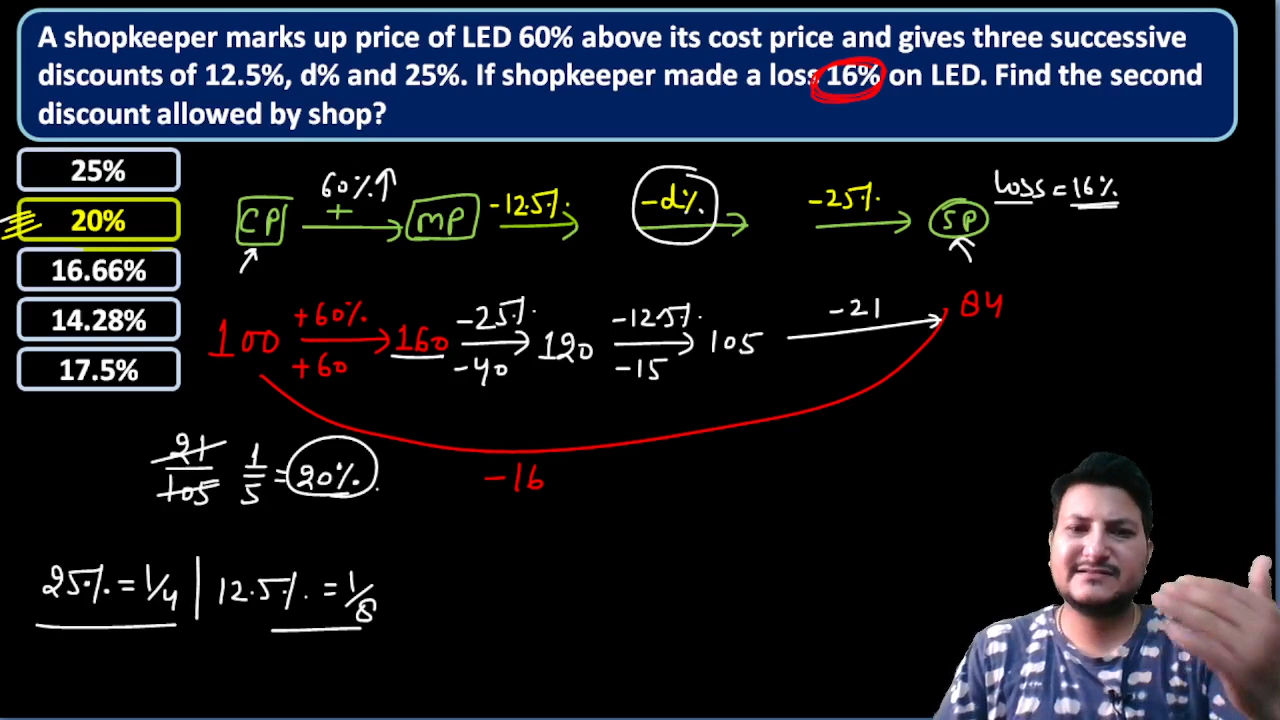 A shopkeeper marks up price of LED 60% above its cost price and gives three successive
discounts of 12.5%, d% and 25%. If shopkeeper made a loss 16% on LED. Find the second
discount allowed by shop?
25%
20%
16.66%
14.28%
17.5%
CP
60%↑
+
MP
-12.5%
-d%
-25%
SP
Loss = 16%
100
+60%
+60
160
-25%
-40
120
-12.5%
-15
105
-21
84
-16
21/105 1/5 = 20%
25% = 1/4 | 12.5% = 1/8